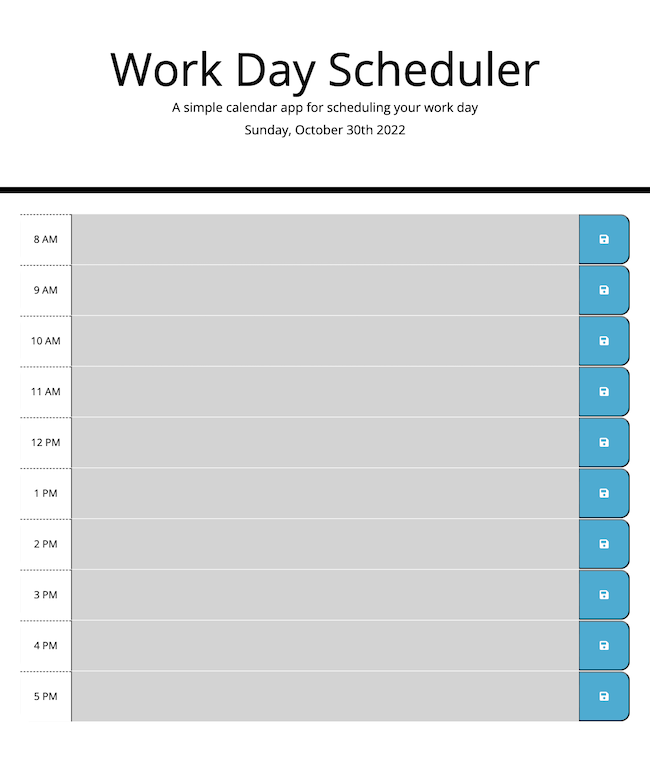 Work Day Scheduler
A simple calendar app for scheduling your work day
Sunday, October 30th 2022
8 AM
9 AM
10 AM
11 AM
12 PM
1 PM
2 PM
3 PM
4 PM
5 PM